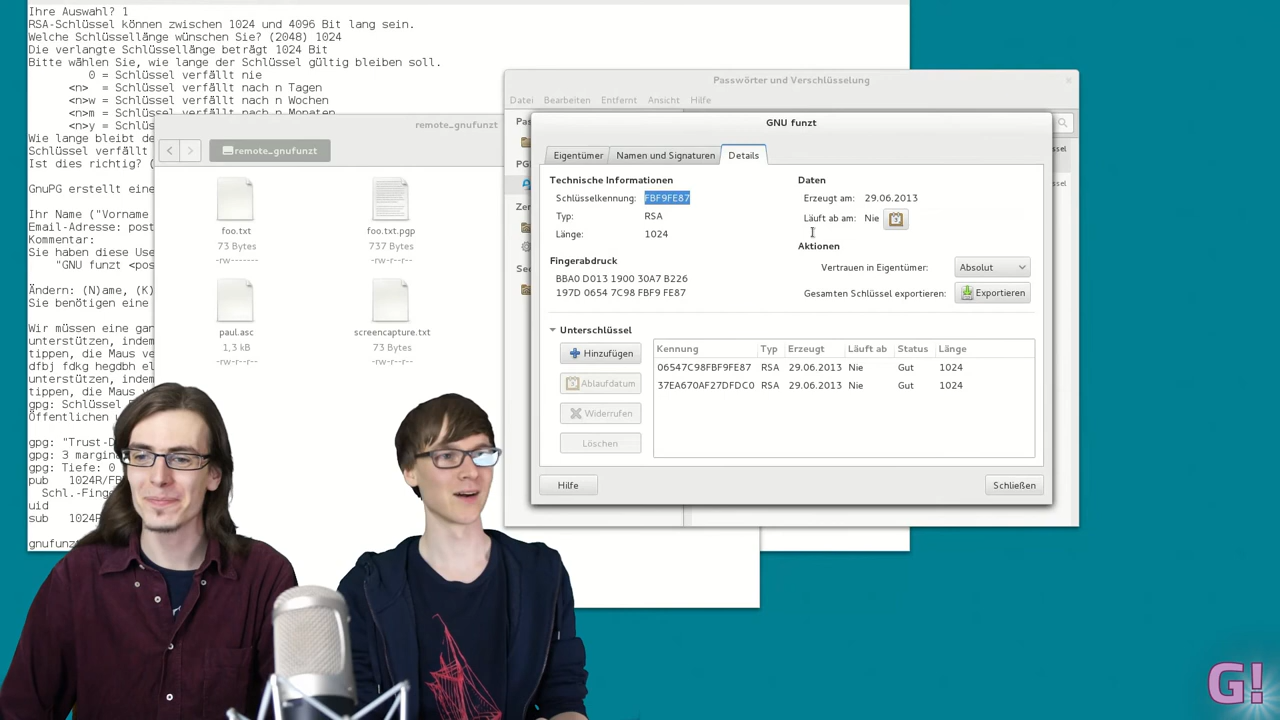 Ihre Auswahl? 1
RSA-Schlüssel können zwischen 1024 und 4096 Bit lang sein.
Welche Schlüssellänge wünschen Sie? (2048) 1024
Die verlangte Schlüssellänge beträgt 1024 Bit
Bitte wählen Sie, wie lange der Schlüssel gültig bleiben soll.
0 = Schlüssel verfällt nie
<n> = Schlüssel verfällt nach n Tagen
<n>w = Schlüssel verfällt nach n Wochen
<n>m = Schlüssel verfällt nach n Monaten
<n>y = Schlüs
Wie lange bleibt de
Schlüssel verfällt
Ist dies richtig? (
GnuPG erstellt eine
Ihr Name ("Vorname
Email-Adresse: post
Kommentar:
Sie haben diese Use
"GNU funzt <pos
Ändern: (N)ame, (K)
Sie benötigen eine
Wir müssen eine gan
unterstützen, indem
tippen, die Maus ve
dfbj fdkg hegdbh el
unterstützen, indem
tippen, die Maus ve
gpg: Schlüssel
Öffentlichen u
gpg: "Trust-D
gpg: 3 margin
gpg: Tiefe: 0
pub 1024R/FB
Schl.-Finge
uid
sub 1024R
gnufunzt
remote_gnufunzt
remote_gnufunzt
foo.txt
73 Bytes
-rw-------
foo.txt.pgp
737 Bytes
-rw-r--r--
paul.asc
1,3 kB
-rw-r--r--
screencapture.txt
73 Bytes
-rw-r--r--
Passwörter und Verschlüsselung
Datei Bearbeiten Entfernt Ansicht Hilfe
GNU funzt
Eigentümer Namen und Signaturen Details
Technische Informationen
Schlüsselkennung: FBF9FE87
Typ: RSA
Länge: 1024
Fingerabdruck
BBA0 D013 1900 30A7 B226
197D 0654 7C98 FBF9 FE87
Daten
Erzeugt am: 29.06.2013
Läuft ab am: Nie
Aktionen
Vertrauen in Eigentümer: Absolut
Gesamten Schlüssel exportieren: Exportieren
Unterschlüssel
Hinzufügen
Ablaufdatum
Widerrufen
Löschen
Kennung Typ Erzeugt Läuft ab Status Länge
06547C98FBF9FE87 RSA 29.06.2013 Nie Gut 1024
37EA670AF27DFDC0 RSA 29.06.2013 Nie Gut 1024
Hilfe
Schließen
G!